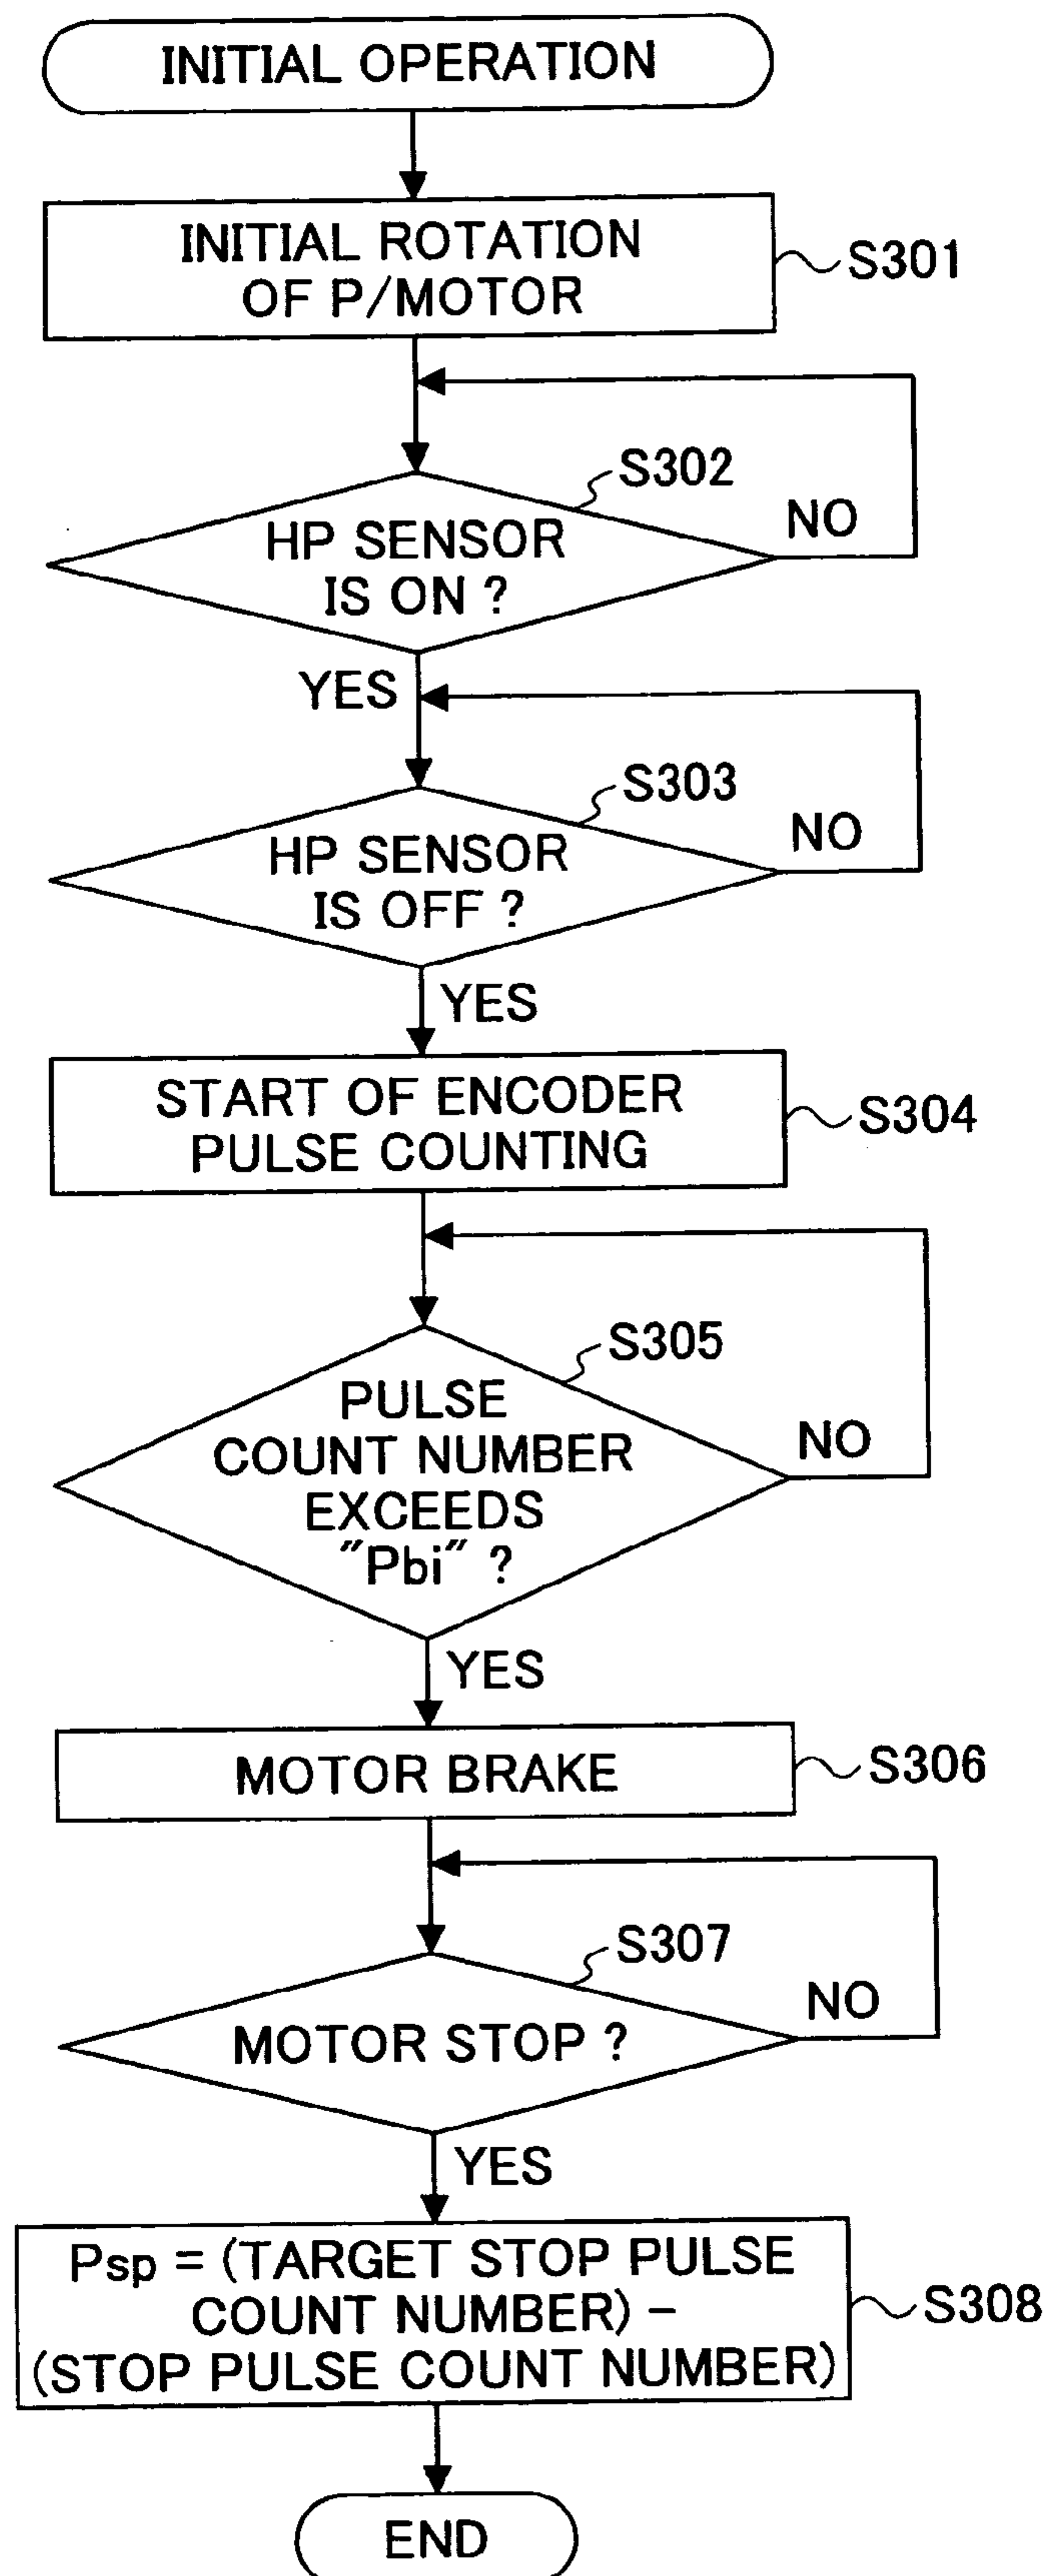 INITIAL OPERATION
INITIAL ROTATION
OF P/MOTOR
S301
S302
HP SENSOR
IS ON ?
NO
YES
S303
HP SENSOR
IS OFF ?
NO
YES
START OF ENCODER
PULSE COUNTING
S304
S305
PULSE
COUNT NUMBER
EXCEEDS
"Pbi" ?
NO
YES
MOTOR BRAKE
S306
S307
MOTOR STOP ?
NO
YES
Psp = (TARGET STOP PULSE
COUNT NUMBER) –
(STOP PULSE COUNT NUMBER)
S308
END